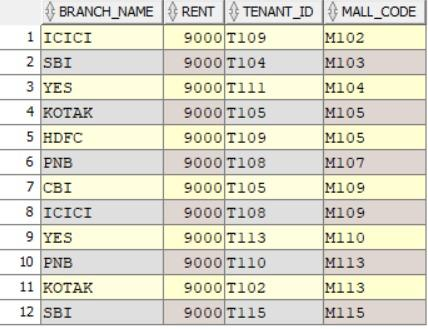 BRANCH_NAME RENT TENANT_ID MALL_CODE
1 ICICI 9000 T109 M102
2 SBI 9000 T104 M103
3 YES 9000 T111 M104
4 KOTAK 9000 T105 M105
5 HDFC 9000 T109 M105
6 PNB 9000 T108 M107
7 CBI 9000 T105 M109
8 ICICI 9000 T108 M109
9 YES 9000 T113 M110
10 PNB 9000 T110 M113
11 KOTAK 9000 T102 M113
12 SBI 9000 T115 M115